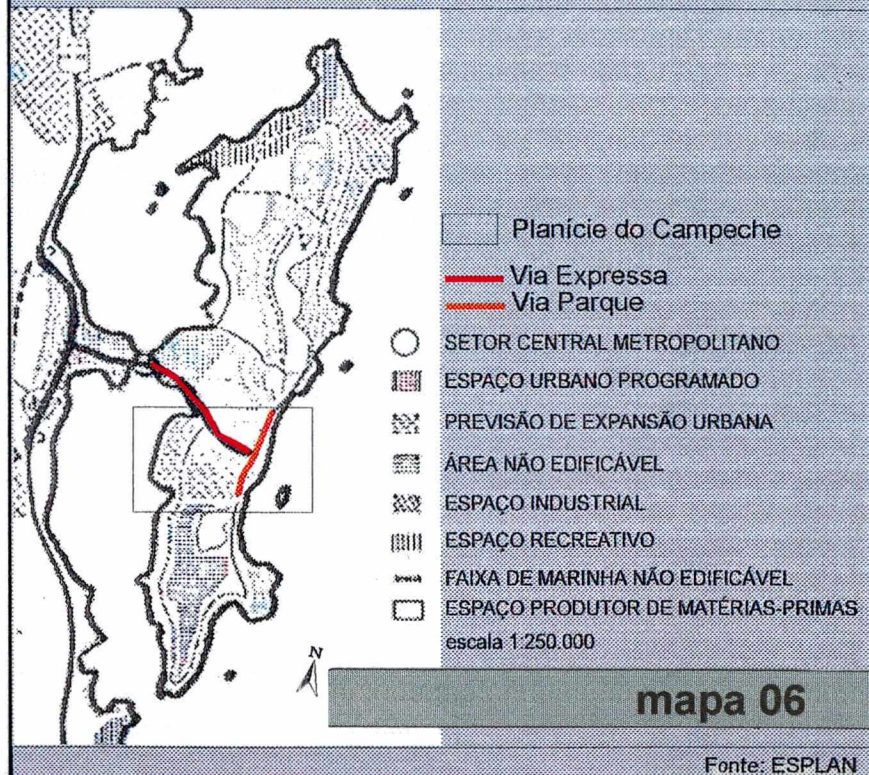 Planície do Campeche
Via Expressa
Via Parque
SETOR CENTRAL METROPOLITANO
ESPAÇO URBANO PROGRAMADO
PREVISÃO DE EXPANSÃO URBANA
ÁREA NÃO EDIFICÁVEL
ESPAÇO INDUSTRIAL
ESPAÇO RECREATIVO
FAIXA DE MARINHA NÃO EDIFICÁVEL
ESPAÇO PRODUTOR DE MATÉRIAS-PRIMAS
escala 1:250.000
N
mapa 06
Fonte: ESPLAN